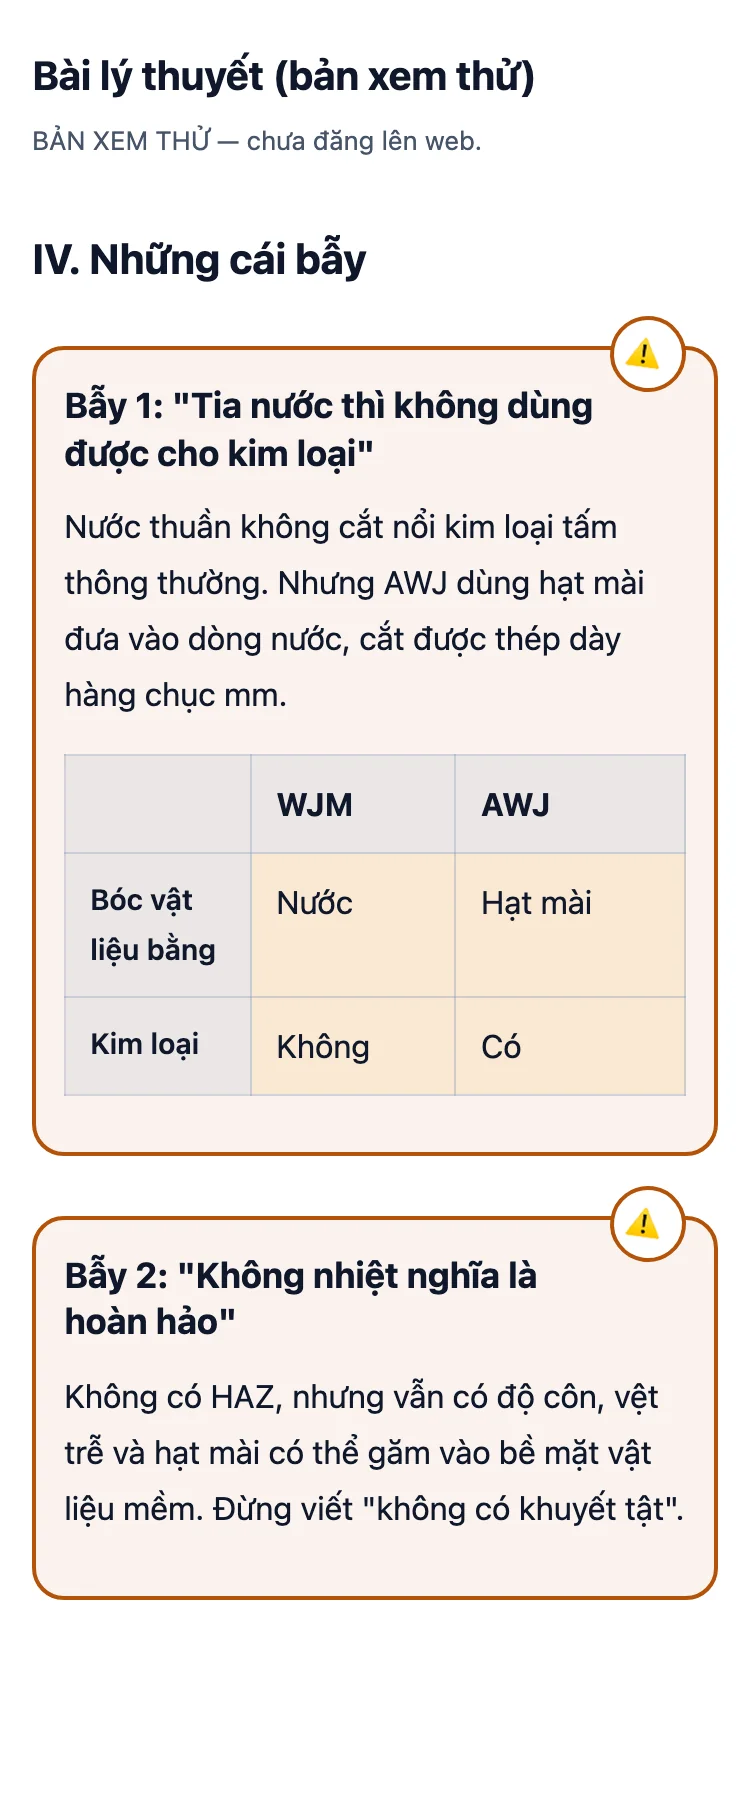 Bài lý thuyết (bản xem thử)
BẢN XEM THỬ — chưa đăng lên web.
IV. Những cái bẫy
Bẫy 1: "Tia nước thì không dùng
được cho kim loại"
Nước thuần không cắt nổi kim loại tấm
thông thường. Nhưng AWJ dùng hạt mài
đưa vào dòng nước, cắt được thép dày
hàng chục mm.
WJM AWJ
Bóc vật
liệu bằng
Nước Hạt mài
Kim loại Không Có
Bẫy 2: "Không nhiệt nghĩa là
hoàn hảo"
Không có HAZ, nhưng vẫn có độ côn, vệt
trễ và hạt mài có thể găm vào bề mặt vật
liệu mềm. Đừng viết "không có khuyết tật".